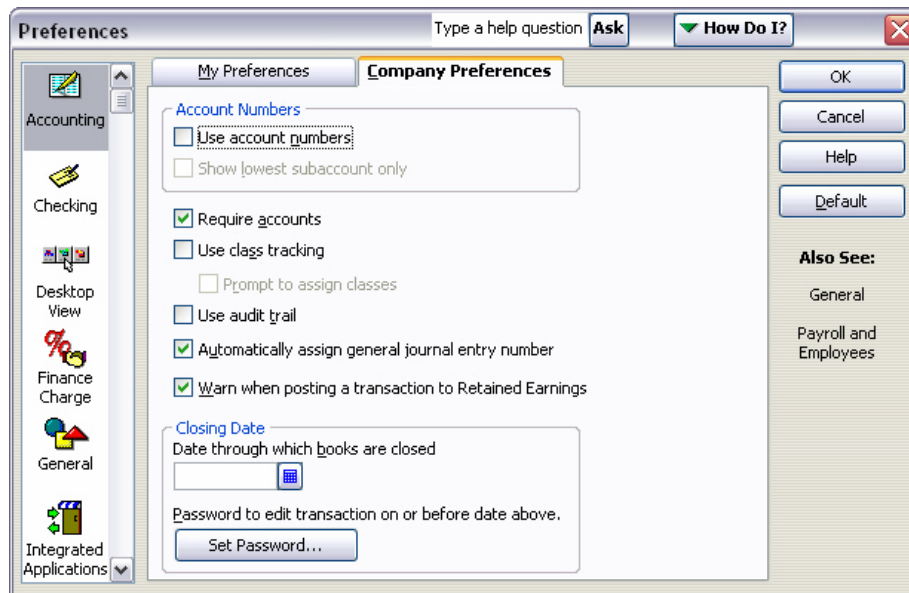 Preferences
Type a help question Ask
How Do I?
Accounting
Checking
Desktop
View
Finance
Charge
General
Integrated
Applications
My Preferences
Company Preferences
Account Numbers
Use account numbers
Show lowest subaccount only
Require accounts
Use class tracking
Prompt to assign classes
Use audit trail
Automatically assign general journal entry number
Warn when posting a transaction to Retained Earnings
Closing Date
Date through which books are closed
Password to edit transaction on or before date above.
Set Password...
OK
Cancel
Help
Default
Also See:
General
Payroll and
Employees